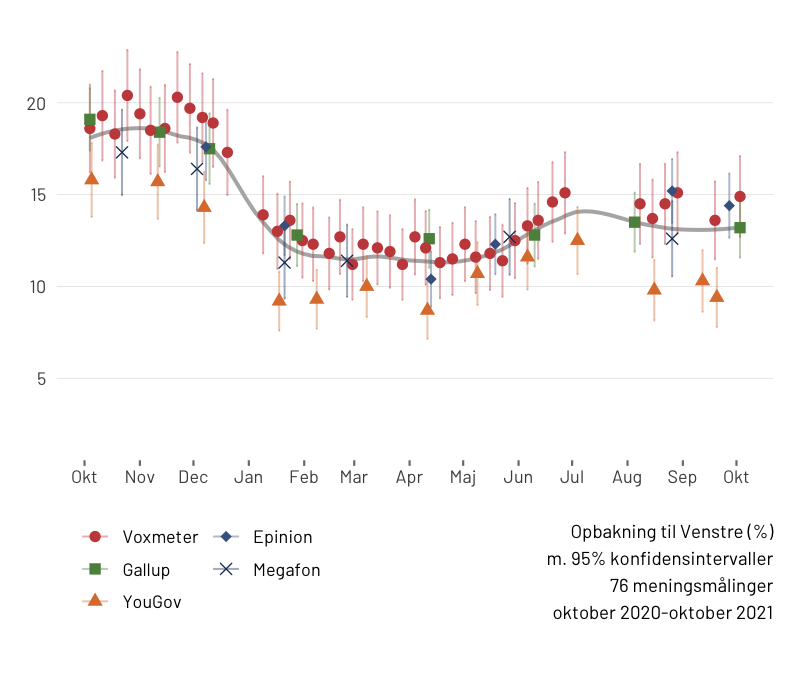 20
15
10
5
Okt Nov Dec Jan Feb Mar Apr Maj Jun Jul Aug Sep Okt
Voxmeter Epinion
Gallup Megafon
YouGov
Opbakning til Venstre (%)
m. 95% konfidensintervaller
76 meningsmålinger
oktober 2020-oktober 2021